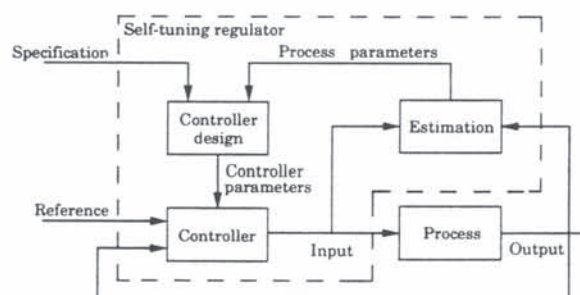 Self-tuning regulator
Specification
Process parameters
Controller
design
Estimation
Controller
parameters
Reference
Controller
Process
Input
Output